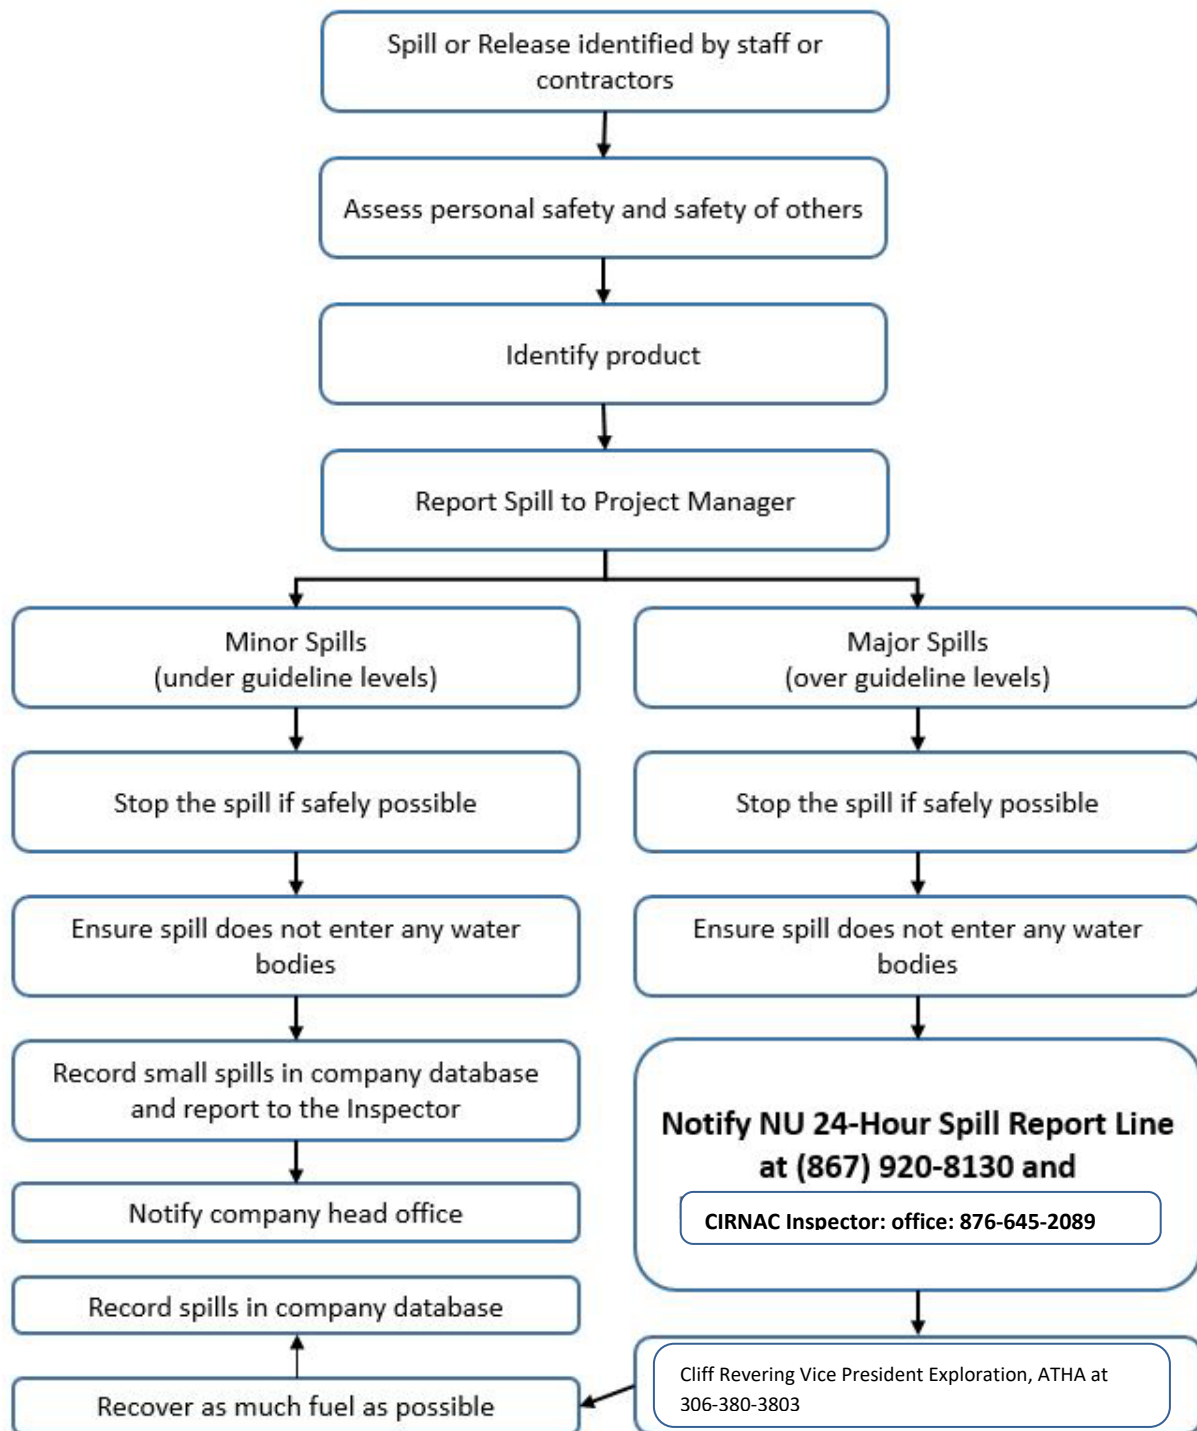 Spill or Release identified by staff or
contractors
Assess personal safety and safety of others
Identify product
Report Spill to Project Manager
Minor Spills
(under guideline levels)
Major Spills
(over guideline levels)
Stop the spill if safely possible
Stop the spill if safely possible
Ensure spill does not enter any water
bodies
Ensure spill does not enter any water
bodies
Record small spills in company database
and report to the Inspector
Notify NU 24-Hour Spill Report Line
at (867) 920-8130 and
CIRNAC Inspector: office: 876-645-2089
Notify company head office
Record spills in company database
Cliff Revering Vice President Exploration, ATHA at
306-380-3803
Recover as much fuel as possible